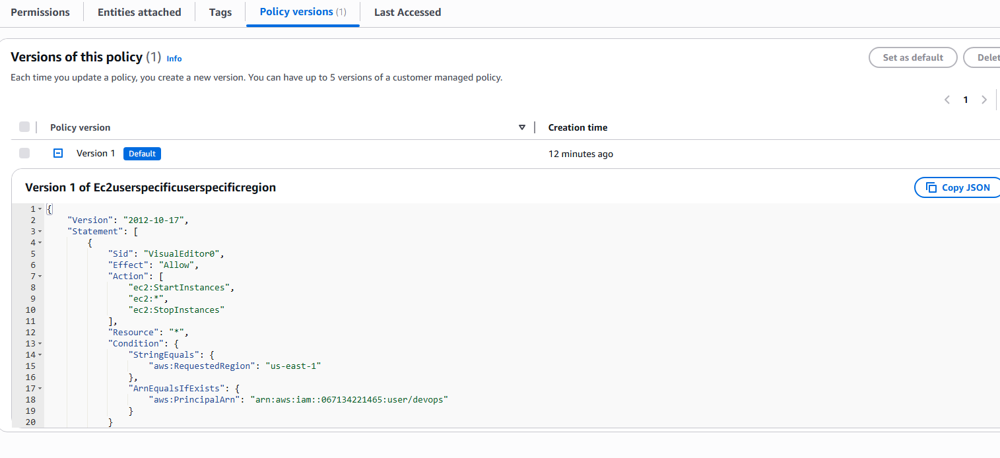 Permissions
Entities attached
Tags
Policy versions (1)
Last Accessed
Versions of this policy (1) Info
Set as default
Delet
Each time you update a policy, you create a new version. You can have up to 5 versions of a customer managed policy.
1
Policy version
Creation time
Version 1 Default
12 minutes ago
Version 1 of Ec2userspecificuserspecificregion
Copy JSON
1 {
2 "Version": "2012-10-17",
3 "Statement": [
4 {
5 "Sid": "VisualEditor0",
6 "Effect": "Allow",
7 "Action": [
8 "ec2:StartInstances",
9 "ec2:*",
10 "ec2:StopInstances"
11 ],
12 "Resource": "*",
13 "Condition": {
14 "StringEquals": {
15 "aws:RequestedRegion": "us-east-1"
16 },
17 "ArnEqualsIfExists": {
18 "aws:PrincipalArn": "arn:aws:iam::067134221465:user/devops"
19 }
20 }